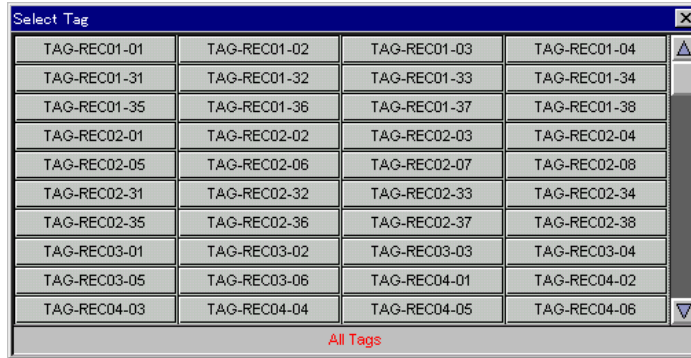 Select Tag
TAG-REC01-01 TAG-REC01-02 TAG-REC01-03 TAG-REC01-04
TAG-REC01-31 TAG-REC01-32 TAG-REC01-33 TAG-REC01-34
TAG-REC01-35 TAG-REC01-36 TAG-REC01-37 TAG-REC01-38
TAG-REC02-01 TAG-REC02-02 TAG-REC02-03 TAG-REC02-04
TAG-REC02-05 TAG-REC02-06 TAG-REC02-07 TAG-REC02-08
TAG-REC02-31 TAG-REC02-32 TAG-REC02-33 TAG-REC02-34
TAG-REC02-35 TAG-REC02-36 TAG-REC02-37 TAG-REC02-38
TAG-REC03-01 TAG-REC03-02 TAG-REC03-03 TAG-REC03-04
TAG-REC03-05 TAG-REC03-06 TAG-REC04-01 TAG-REC04-02
TAG-REC04-03 TAG-REC04-04 TAG-REC04-05 TAG-REC04-06
All Tags